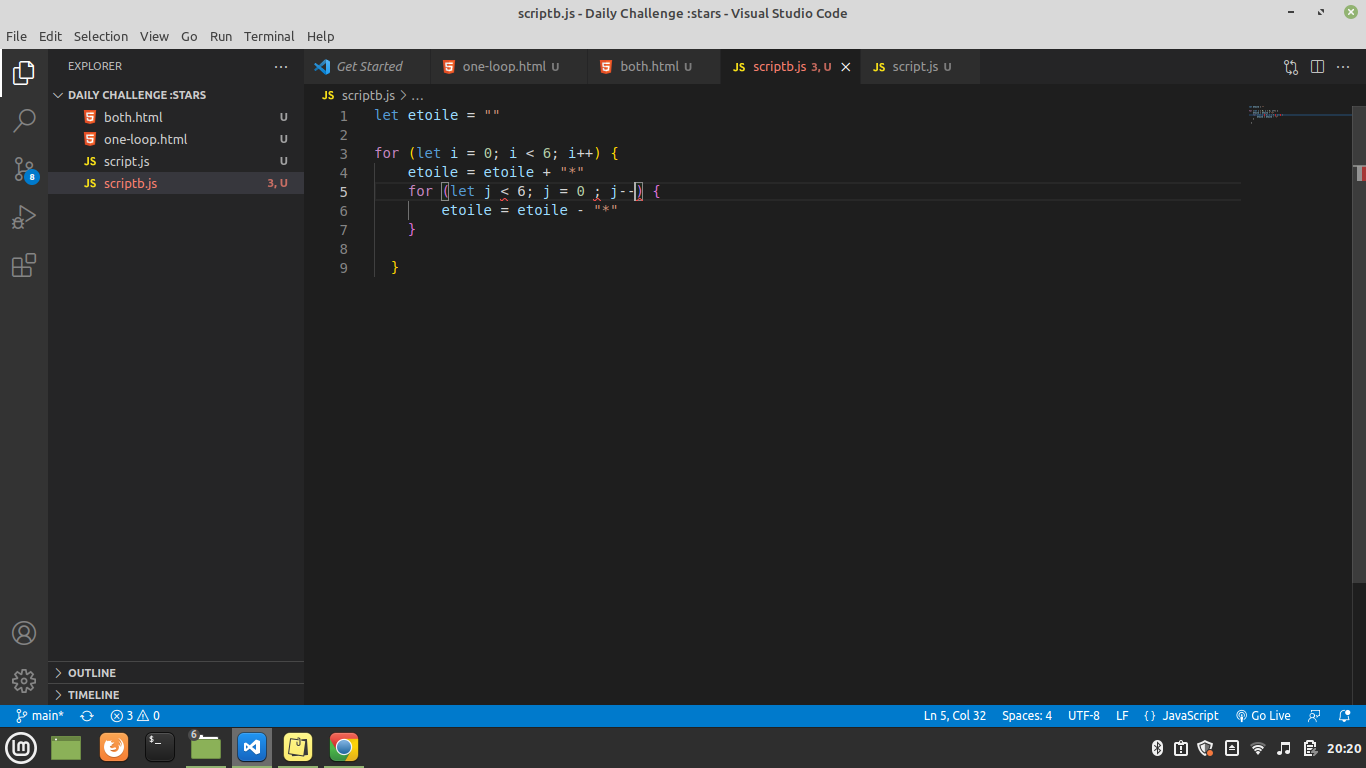 scriptb.js - Daily Challenge :stars - Visual Studio Code
File Edit Selection View Go Run Terminal Help
EXPLORER
DAILY CHALLENGE :STARS
both.html U
one-loop.html U
script.js U
scriptb.js 3, U
8
OUTLINE
TIMELINE
Get Started
one-loop.html U
both.html U
JS scriptb.js 3, U
JS script.js U
JS scriptb.js > ...
1 let etoile = ""
2
3 for (let i = 0; i < 6; i++) {
4 etoile = etoile + "*"
5 for (let j < 6; j = 0 ; j--) {
6 etoile = etoile - "*"
7 }
8
9 }
main* 3 0
Ln 5, Col 32 Spaces: 4 UTF-8 LF {} JavaScript Go Live
6
20:20